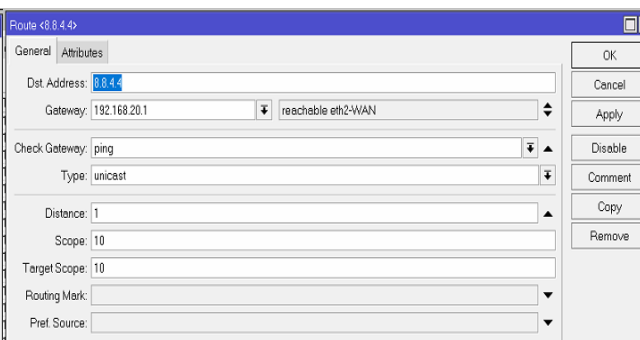 Route <8.8.4.4>
General Attributes
OK
Dst. Address: 8.8.4.4
Cancel
Gateway: 192.168.20.1 reachable eth2-WAN
Apply
Check Gateway: ping
Disable
Type: unicast
Comment
Distance: 1
Copy
Scope: 10
Remove
Target Scope: 10
Routing Mark:
Pref. Source: